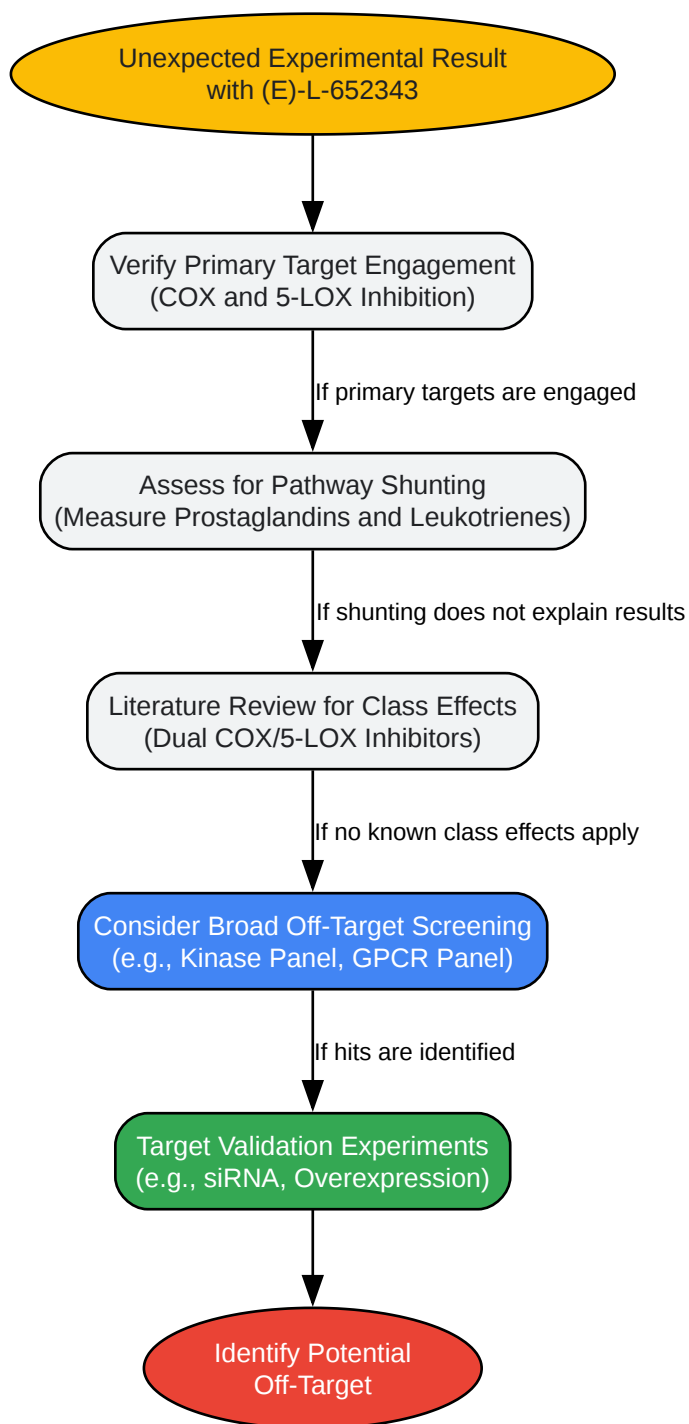 Unexpected Experimental Result
with (E)-L-652343
Verify Primary Target Engagement
(COX and 5-LOX Inhibition)
If primary targets are engaged
Assess for Pathway Shunting
(Measure Prostaglandins and Leukotrienes)
If shunting does not explain results
Literature Review for Class Effects
(Dual COX/5-LOX Inhibitors)
If no known class effects apply
Consider Broad Off-Target Screening
(e.g., Kinase Panel, GPCR Panel)
If hits are identified
Target Validation Experiments
(e.g., siRNA, Overexpression)
Identify Potential
Off-Target